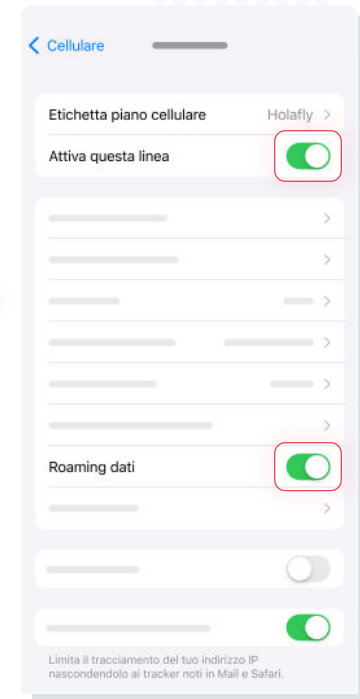 Cellulare
Etichetta piano cellulare Holafly
Attiva questa linea
Roaming dati
Limita il tracciamento del tuo indirizzo IP
nascondendolo ai tracker noti in Mail e Safari.